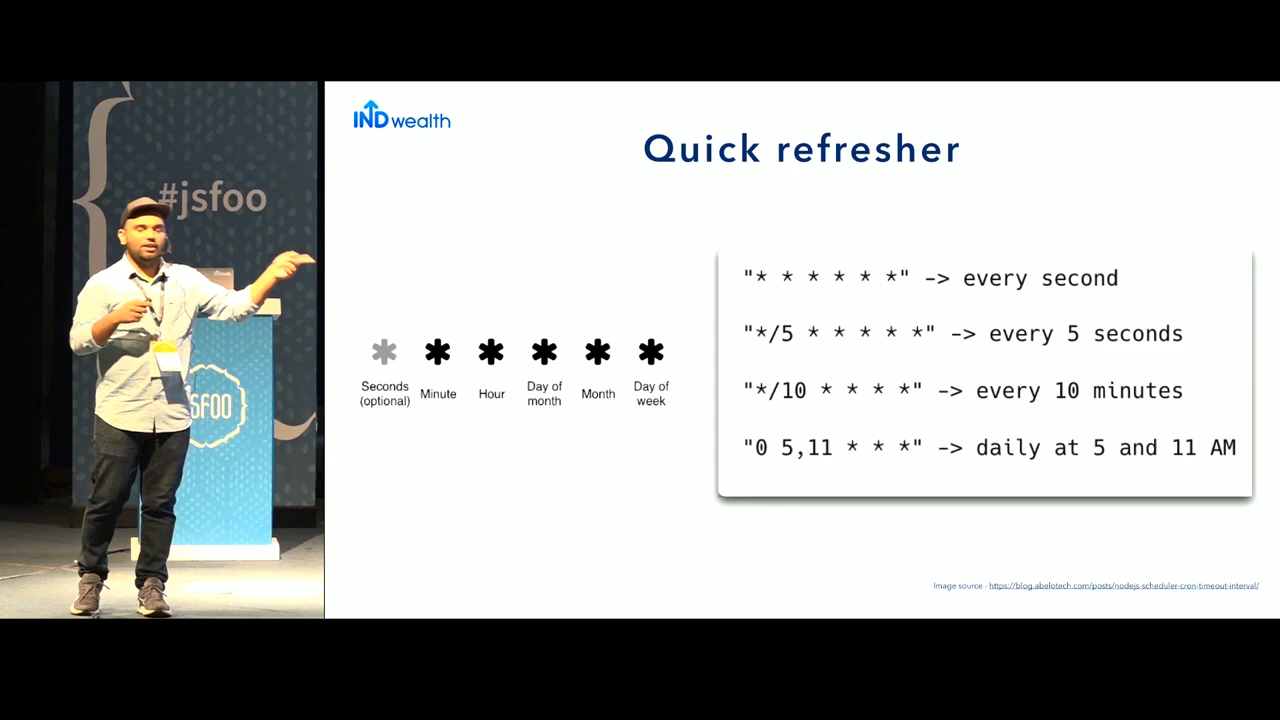 #jsfoo
JSFOO
INDwealth
Quick refresher
Seconds (optional)
Minute
Hour
Day of month
Month
Day of week
"* * * * * *" -> every second
"*/5 * * * * *" -> every 5 seconds
"*/10 * * * *" -> every 10 minutes
"0 5,11 * * *" -> daily at 5 and 11 AM
Image source - https://blog.abelotech.com/posts/nodejs-scheduler-cron-timeout-interval/